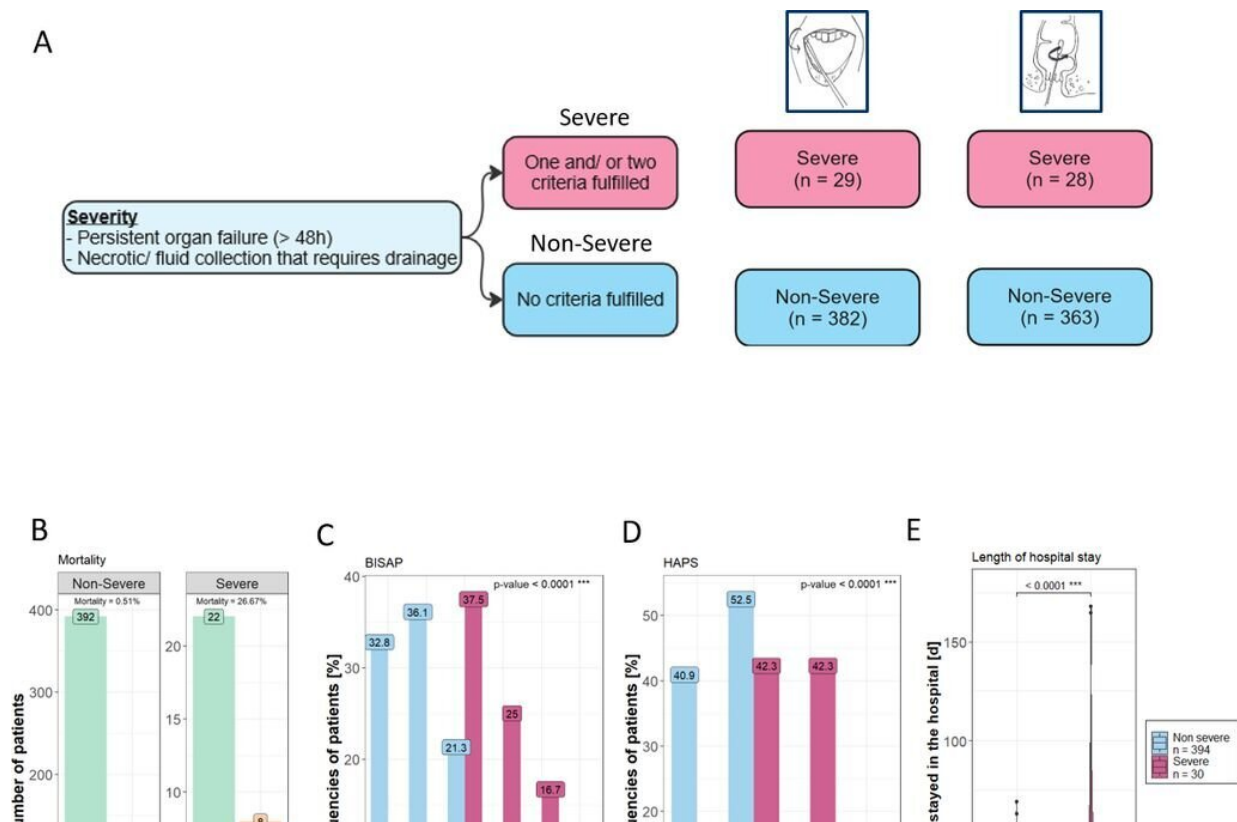 A
Severe
One and/ or two
criteria fulfilled
Severe
(n = 29)
Severe
(n = 28)
Severity
- Persistent organ failure (> 48h)
- Necrotic/ fluid collection that requires drainage
Non-Severe
No criteria fulfilled
Non-Severe
(n = 382)
Non-Severe
(n = 363)
B
Mortality
Non-Severe
Severe
Mortality = 0.51%
Mortality = 26.67%
400
392
22
20
300
15
200
10
number of patients
C
BISAP
p-value < 0.0001 ***
40
37.5
36.1
32.8
30
25
21.3
20
16.7
of patients [%]
D
HAPS
p-value < 0.0001 ***
52.5
50
42.3
42.3
40.9
40
30
20
of patients [%]
E
Length of hospital stay
< 0.0001 ***
150
100
stayed in the hospital [d]
Non severe
n = 394
Severe
n = 30